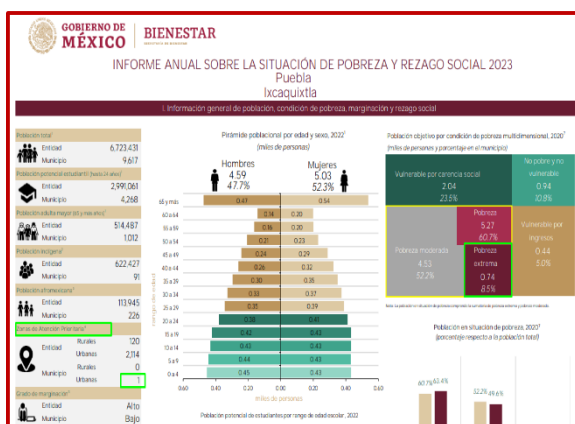 GOBIERNO DE
MÉXICO
BIENESTAR
INFORME ANUAL SOBRE LA SITUACIÓN DE POBREZA Y REZAGO SOCIAL 2023
Puebla
Ixcaquixtla
I. Información general de población, condición de pobreza, marginación y rezago social
Población total
Entidad 6,723,431
Municipio 9,617
Población potencial estudiantil
Entidad 2,991,061
Municipio 4,268
Población adulta mayor
Entidad 514,487
Municipio 1,012
Población indígena
Entidad 622,427
Municipio 91
Población afromexicana
Entidad 113,945
Municipio 226
Zonas de Atención Prioritaria
Entidad
Rurales 120
Urbanas 2,114
Municipio
Rurales 0
Urbanas 1
Grado de marginación
Entidad Alto
Municipio Bajo
Pirámide poblacional por edad y sexo, 2022
(miles de personas)
Hombres Mujeres
4.59 5.03
47.7% 52.3%
65 y más 0.47 0.54
60 a 64 0.14 0.20
55 a 59 0.16 0.20
50 a 54 0.21 0.23
45 a 49 0.24 0.29
40 a 44 0.26 0.32
35 a 39 0.30 0.35
30 a 34 0.33 0.37
25 a 29 0.35 0.39
20 a 24 0.38 0.41
15 a 19 0.42 0.43
10 a 14 0.43 0.43
5 a 9 0.44 0.43
0 a 4 0.45 0.43
0.60 0.40 0.20 0.00 0.20 0.40 0.60
miles de personas
Población potencial de estudiantes por rango de edad escolar, 2022
Población objetivo por condición de pobreza multidimensional, 2020
(miles de personas y porcentaje en el municipio)
Vulnerable por carencia social
2.04
23.5%
No pobre y no vulnerable
0.94
10.8%
Pobreza
5.27
60.7%
Pobreza moderada
4.53
52.2%
Pobreza extrema
0.74
8.5%
Vulnerable por ingresos
0.44
5.0%
Población en situación de pobreza, 2020
(porcentaje respecto a la población total)
60.7% 62.4%
52.2% 49.6%